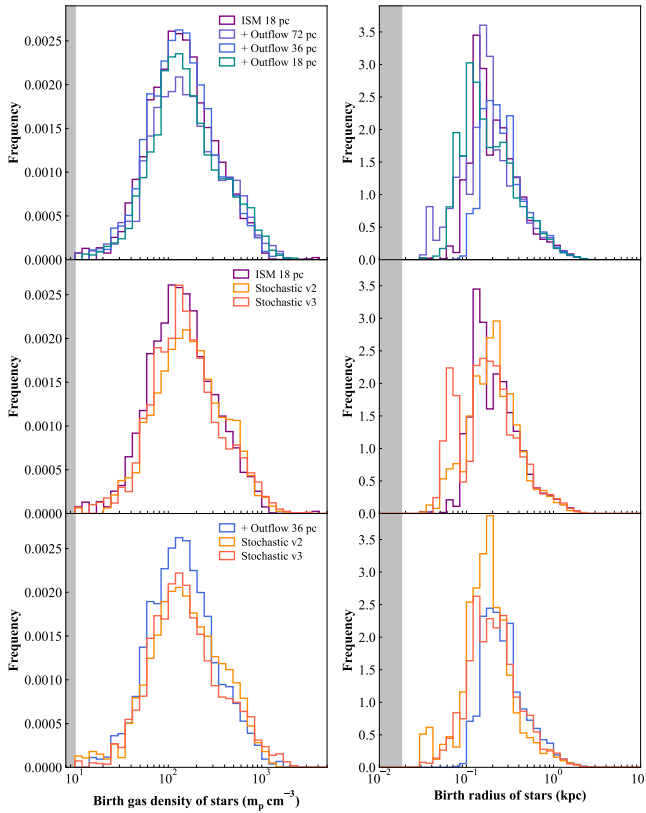 ISM 18 pc
+ Outflow 72 pc
+ Outflow 36 pc
+ Outflow 18 pc
Frequency
0.0025
0.0020
0.0015
0.0010
0.0005
0.0000
Frequency
3.5
3.0
2.5
2.0
1.5
1.0
0.5
0.0
ISM 18 pc
Stochastic v2
Stochastic v3
Frequency
0.0025
0.0020
0.0015
0.0010
0.0005
0.0000
Frequency
3.5
3.0
2.5
2.0
1.5
1.0
0.5
0.0
+ Outflow 36 pc
Stochastic v2
Stochastic v3
Frequency
0.0025
0.0020
0.0015
0.0010
0.0005
0.0000
10¹ 10² 10³
Birth gas density of stars (mₚ cm⁻³)
Frequency
3.5
3.0
2.5
2.0
1.5
1.0
0.5
0.0
10⁻² 10⁻¹ 10⁰ 10
Birth radius of stars (kpc)